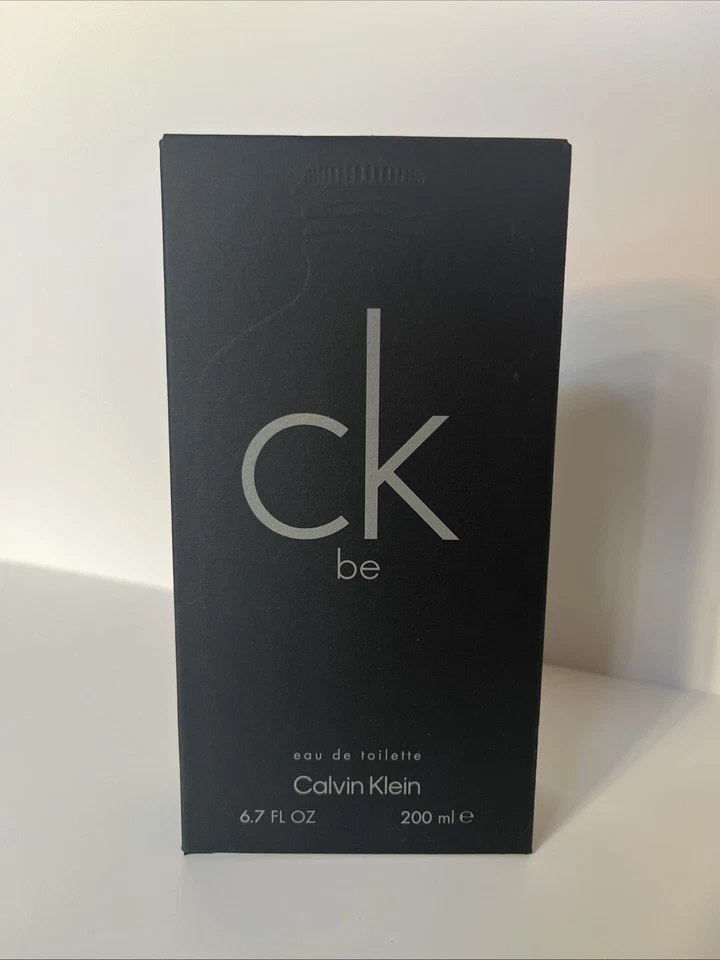 ck
be
eau de toilette
Calvin Klein
6.7 FL OZ 200 ml ℮